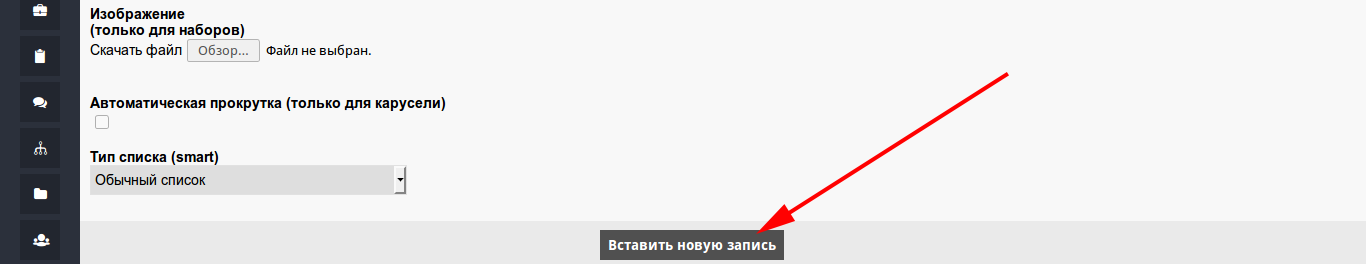 Изображение
(только для наборов)
Скачать файл Обзор... Файл не выбран.
Автоматическая прокрутка (только для карусели)
Тип списка (smart)
Обычный список
Вставить новую запись